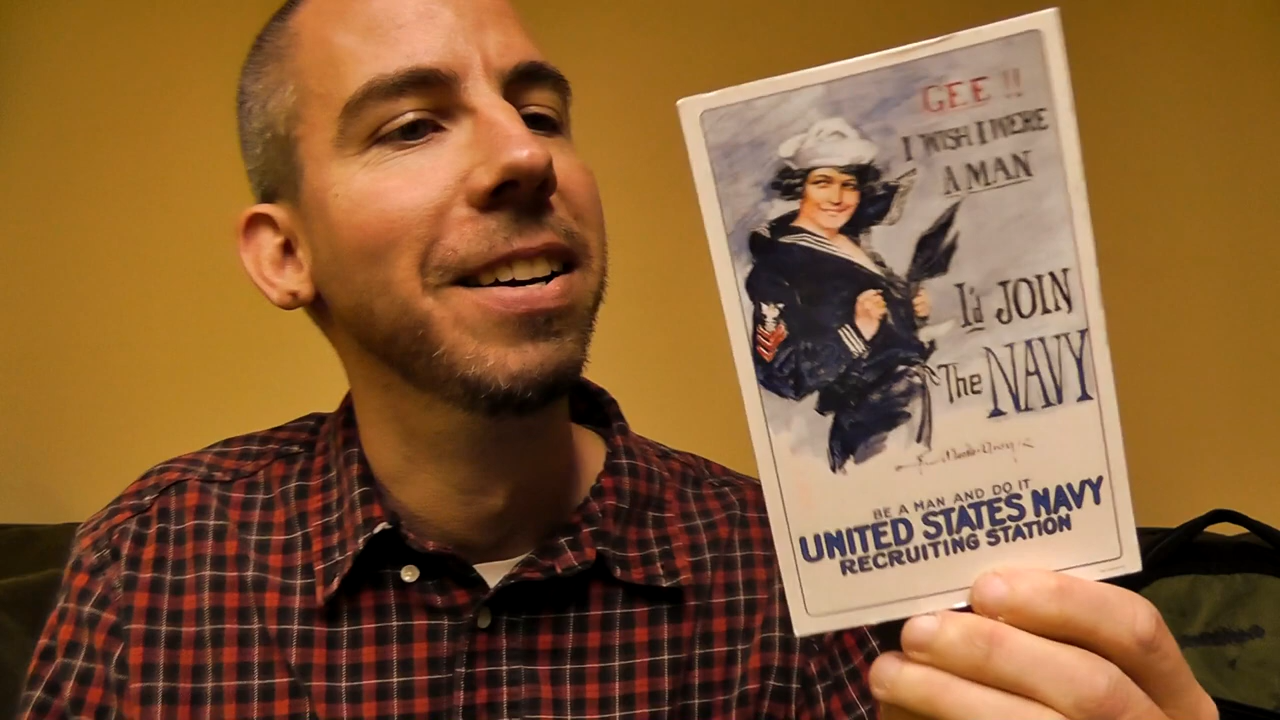 GEE !!
I WISH I WERE
A MAN
I'd JOIN
The NAVY
BE A MAN AND DO IT
UNITED STATES NAVY
RECRUITING STATION